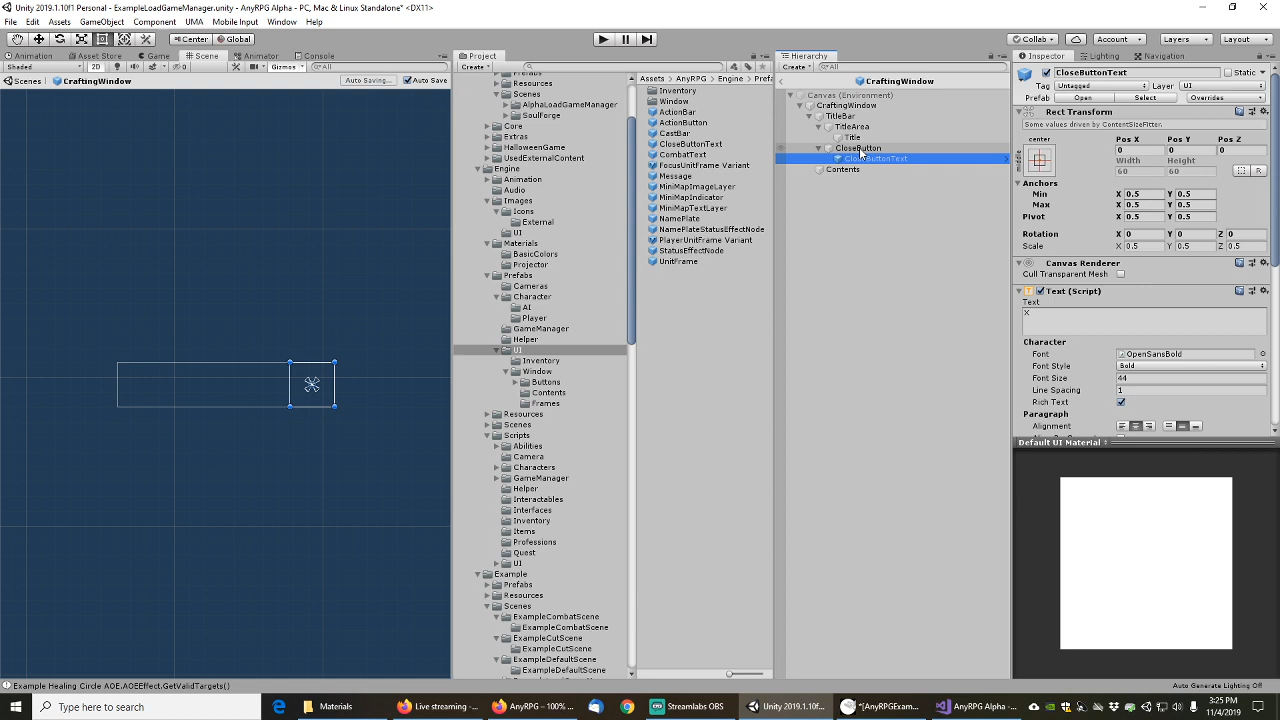 Unity 2019.1.10f1 Personal - ExampleLoadGameManager.unity - AnyRPG Alpha - PC, Mac & Linux Standalone* <DX11>
File Edit Assets GameObject Component UMA Mobile Input Window Help
Center Global Collab Account Layers Layout
Animation Asset Store Game Scene Animator Console
Shaded 2D Gizmos All
Scenes CraftingWindow Auto Saving... Auto Save
Project
Create
Prefabs
Resources
Scenes
AlphaLoadGameManager
SoulForge
Core
Extras
HalloweenGame
UsedExternalContent
Engine
Animation
Audio
Images
Icons
External
UI
Materials
BasicColors
Projector
Prefabs
Cameras
Character
AI
Player
GameManager
Helper
UI
Inventory
Window
Buttons
Contents
Frames
Resources
Scenes
Scripts
Abilities
Camera
Characters
GameManager
Helper
Interactables
Interfaces
Inventory
Items
Professions
Quest
UI
Example
Prefabs
Resources
Scenes
ExampleCombatScene
ExampleCombatScene
ExampleCutScene
ExampleCutScene
ExampleDefaultScene
ExampleDefaultScene
Assets AnyRPG Engine Prefa
Inventory
Window
ActionBar
ActionButton
CastBar
CloseButtonText
CombatText
FocusUnitFrame Variant
Message
MiniMapImageLayer
MiniMapIndicator
MiniMapTextLayer
NamePlate
NamePlateStatusEffectNode
PlayerUnitFrame Variant
StatusEffectNode
UnitFrame
Hierarchy
Create All
CraftingWindow
Canvas (Environment)
CraftingWindow
TitleBar
TitleArea
Title
CloseButton
CloseButtonText
Contents
Inspector Lighting Navigation
CloseButtonText Static
Tag Untagged Layer UI
Prefab Open Select Overrides
Rect Transform
Some values driven by ContentSizeFitter.
center Pos X Pos Y Pos Z
middle 0 0 0
Width Height
60 60 R
Anchors
Min X 0.5 Y 0.5
Max X 0.5 Y 0.5
Pivot X 0.5 Y 0.5
Rotation X 0 Y 0 Z 0
Scale X 0.5 Y 0.5 Z 0.5
Canvas Renderer
Cull Transparent Mesh
Text (Script)
Text
X
Character
Font OpenSansBold
Font Style Bold
Font Size 44
Line Spacing 1
Rich Text
Paragraph
Alignment
Default UI Material
Example Healing Circle AOE.AOEEffect.GetValidTargets()
Auto Generate Lighting Off
Type here to search
Materials
Live streaming -...
AnyRPG — 100% ...
Streamlabs OBS
Unity 2019.1.10f...
*[AnyRPGExam...
AnyRPG Alpha -...
3:25 PM
11/4/2019